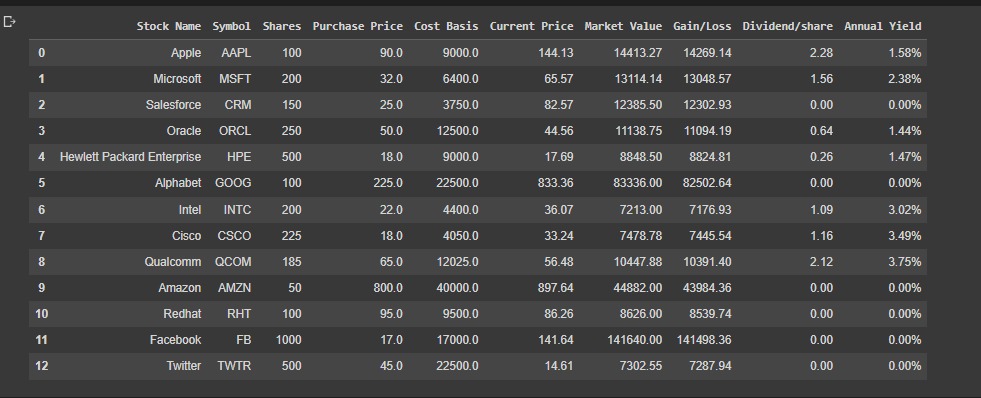 Stock Name Symbol Shares Purchase Price Cost Basis Current Price Market Value Gain/Loss Dividend/share Annual Yield
0 Apple AAPL 100 90.0 9000.0 144.13 14413.27 14269.14 2.28 1.58%
1 Microsoft MSFT 200 32.0 6400.0 65.57 13114.14 13048.57 1.56 2.38%
2 Salesforce CRM 150 25.0 3750.0 82.57 12385.50 12302.93 0.00 0.00%
3 Oracle ORCL 250 50.0 12500.0 44.56 11138.75 11094.19 0.64 1.44%
4 Hewlett Packard Enterprise HPE 500 18.0 9000.0 17.69 8848.50 8824.81 0.26 1.47%
5 Alphabet GOOG 100 225.0 22500.0 833.36 83336.00 82502.64 0.00 0.00%
6 Intel INTC 200 22.0 4400.0 36.07 7213.00 7176.93 1.09 3.02%
7 Cisco CSCO 225 18.0 4050.0 33.24 7478.78 7445.54 1.16 3.49%
8 Qualcomm QCOM 185 65.0 12025.0 56.48 10447.88 10391.40 2.12 3.75%
9 Amazon AMZN 50 800.0 40000.0 897.64 44882.00 43984.36 0.00 0.00%
10 Redhat RHT 100 95.0 9500.0 86.26 8626.00 8539.74 0.00 0.00%
11 Facebook FB 1000 17.0 17000.0 141.64 141640.00 141498.36 0.00 0.00%
12 Twitter TWTR 500 45.0 22500.0 14.61 7302.55 7287.94 0.00 0.00%